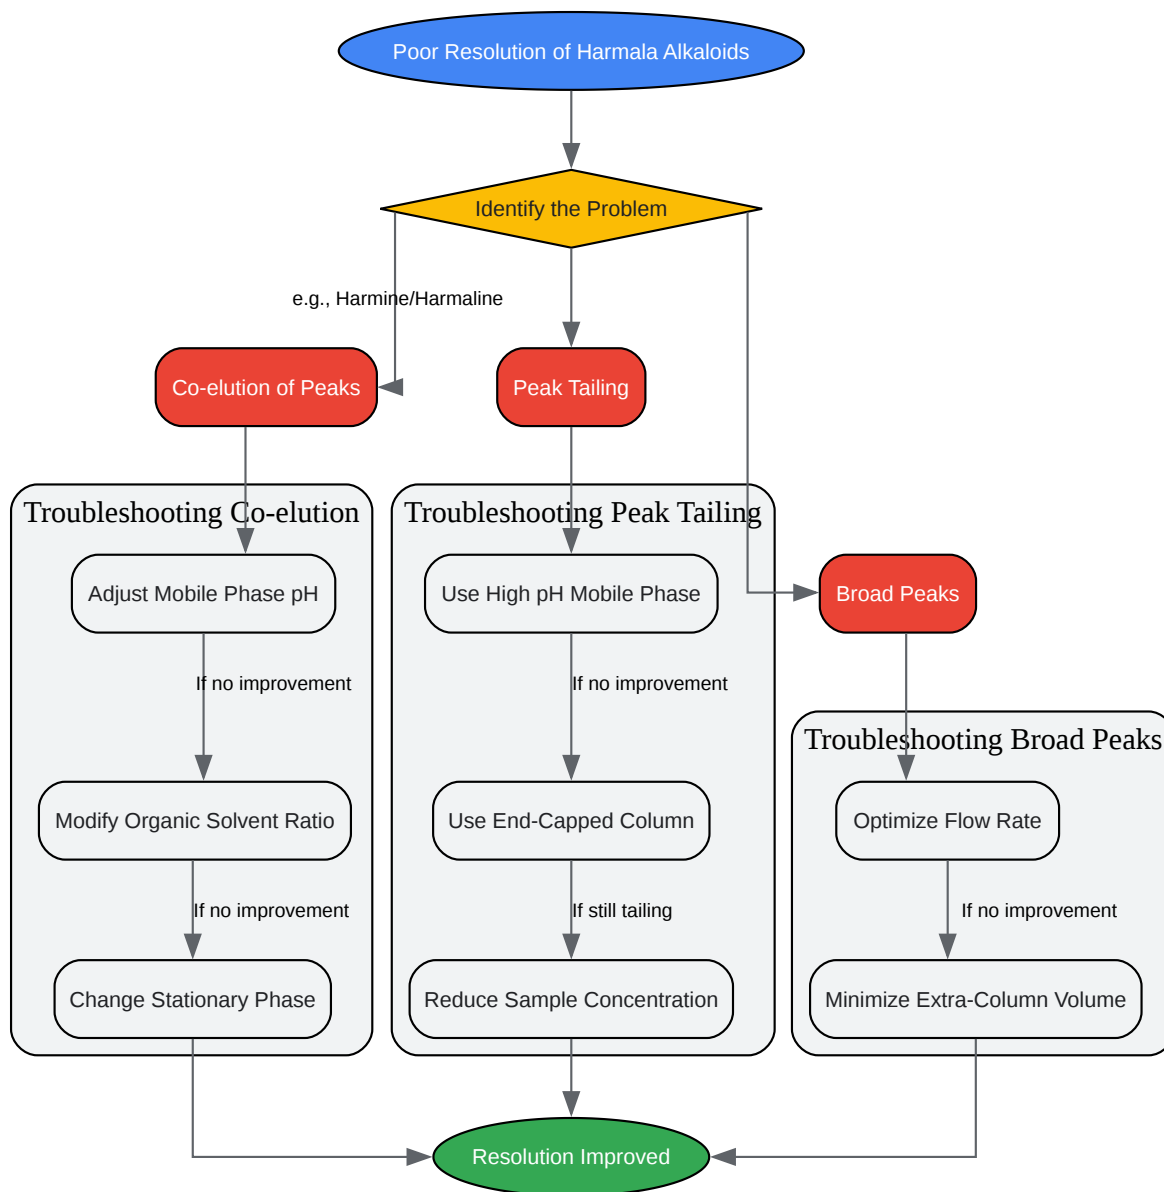 Poor Resolution of Harmala Alkaloids
Identify the Problem
e.g., Harmine/Harmaline
Co-elution of Peaks
Peak Tailing
Troubleshooting Co-elution
Adjust Mobile Phase pH
If no improvement
Modify Organic Solvent Ratio
If no improvement
Change Stationary Phase
Troubleshooting Peak Tailing
Use High pH Mobile Phase
If no improvement
Use End-Capped Column
If still tailing
Reduce Sample Concentration
Broad Peaks
Troubleshooting Broad Peaks
Optimize Flow Rate
If no improvement
Minimize Extra-Column Volume
Resolution Improved